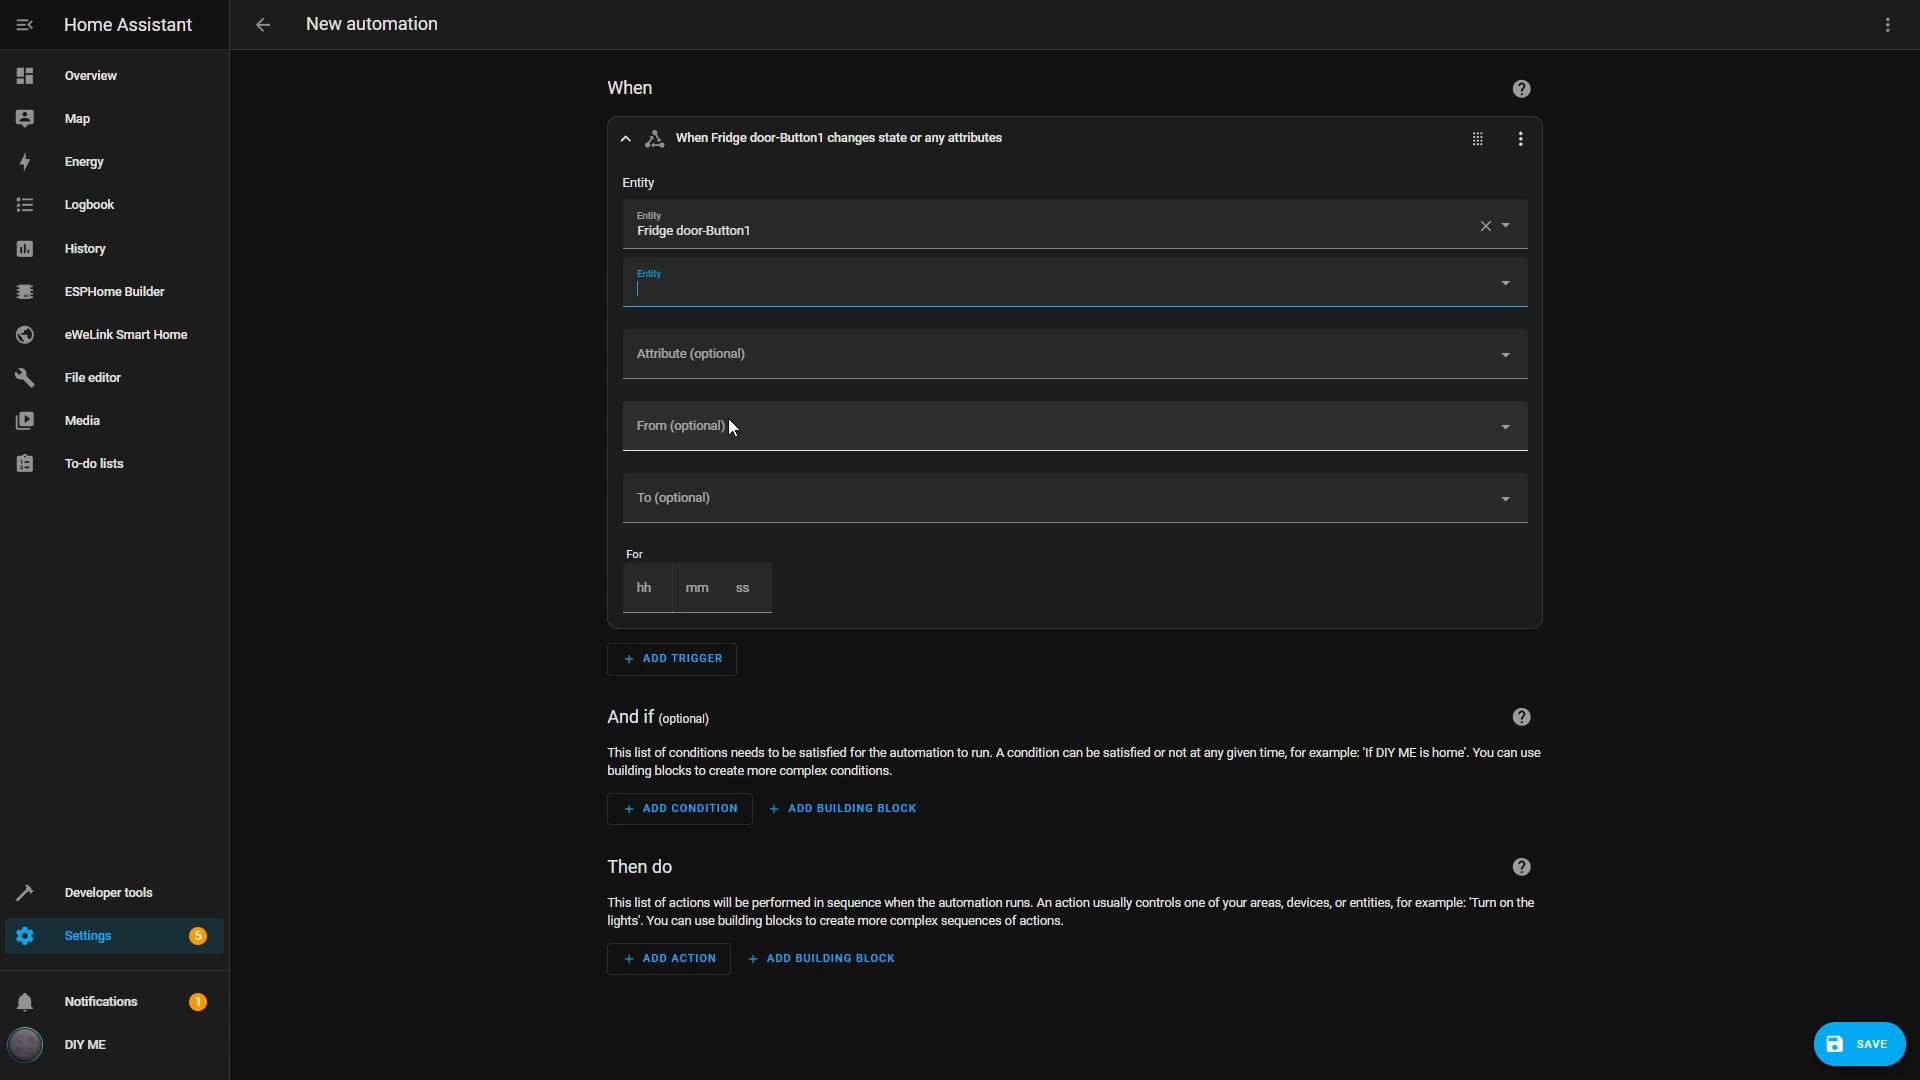 Home Assistant
New automation
Overview
Map
Energy
Logbook
History
ESPHome Builder
eWeLink Smart Home
File editor
Media
To-do lists
Developer tools
Settings 5
Notifications 1
DIY ME
When
When Fridge door-Button1 changes state or any attributes
Entity
Entity
Fridge door-Button1
Entity
Attribute (optional)
From (optional)
To (optional)
For
hh mm ss
+ ADD TRIGGER
And if (optional)
This list of conditions needs to be satisfied for the automation to run. A condition can be satisfied or not at any given time, for example: 'If DIY ME is home'. You can use
building blocks to create more complex conditions.
+ ADD CONDITION + ADD BUILDING BLOCK
Then do
This list of actions will be performed in sequence when the automation runs. An action usually controls one of your areas, devices, or entities, for example: 'Turn on the
lights'. You can use building blocks to create more complex sequences of actions.
+ ADD ACTION + ADD BUILDING BLOCK
SAVE